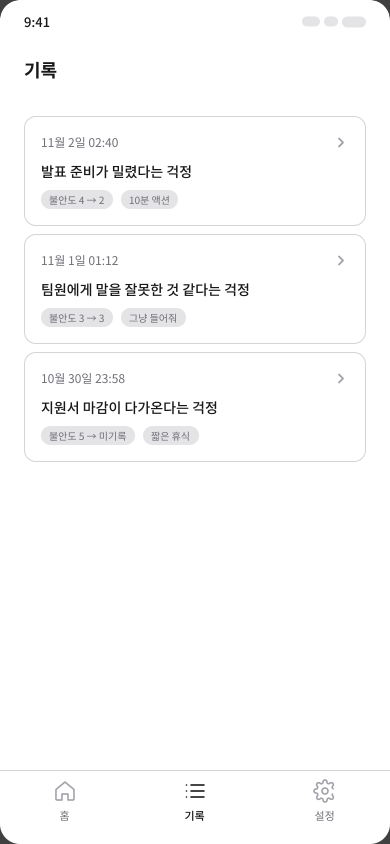 9:41
기록
11월 2일 02:40
발표 준비가 밀렸다는 걱정
불안도 4 → 2 10분 액션
11월 1일 01:12
팀원에게 말을 잘못한 것 같다는 걱정
불안도 3 → 3 그냥 들어줘
10월 30일 23:58
지원서 마감이 다가온다는 걱정
불안도 5 → 미기록 짧은 휴식
홈 기록 설정